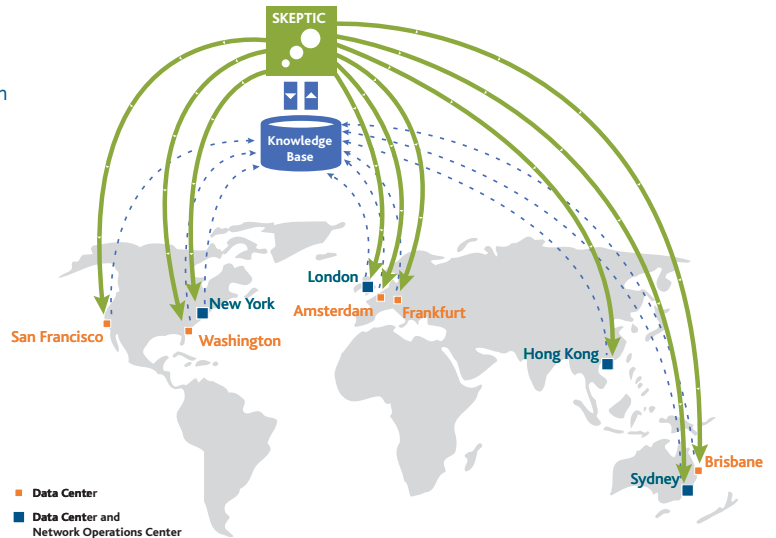 SKEPTIC
n
Knowledge
Base
London
New York
Amsterdam
Frankfurt
San Francisco
Washington
Hong Kong
Brisbane
Sydney
Data Center
Data Center and
Network Operations Center